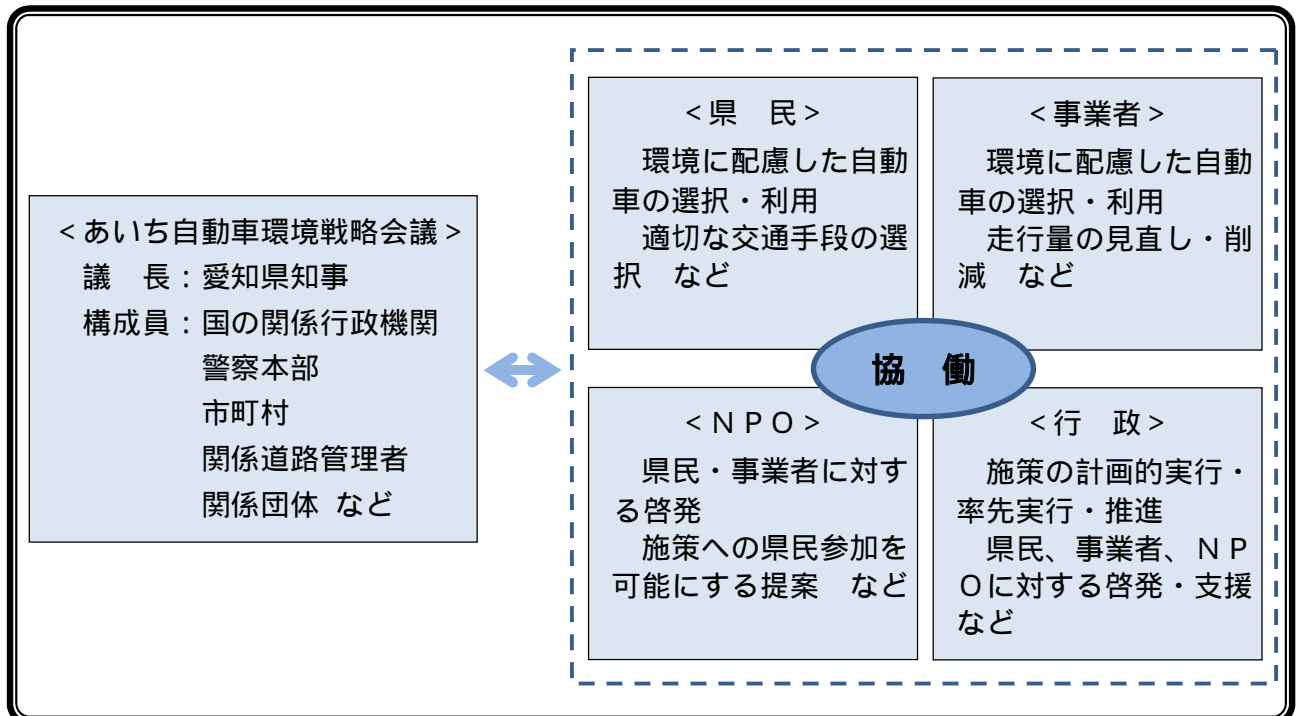 <あいち自動車環境戦略会議>
議　長：愛知県知事
構成員：国の関係行政機関
警察本部
市町村
関係道路管理者
関係団体 など
<県　民>
環境に配慮した自動
車の選択・利用
適切な交通手段の選
択　など
<事業者>
環境に配慮した自動
車の選択・利用
走行量の見直し・削
減　など
協　働
<ＮＰＯ>
県民・事業者に対す
る啓発
施策への県民参加を
可能にする提案　など
<行　政>
施策の計画的実行・
率先実行・推進
県民、事業者、ＮＰ
Ｏに対する啓発・支援
など